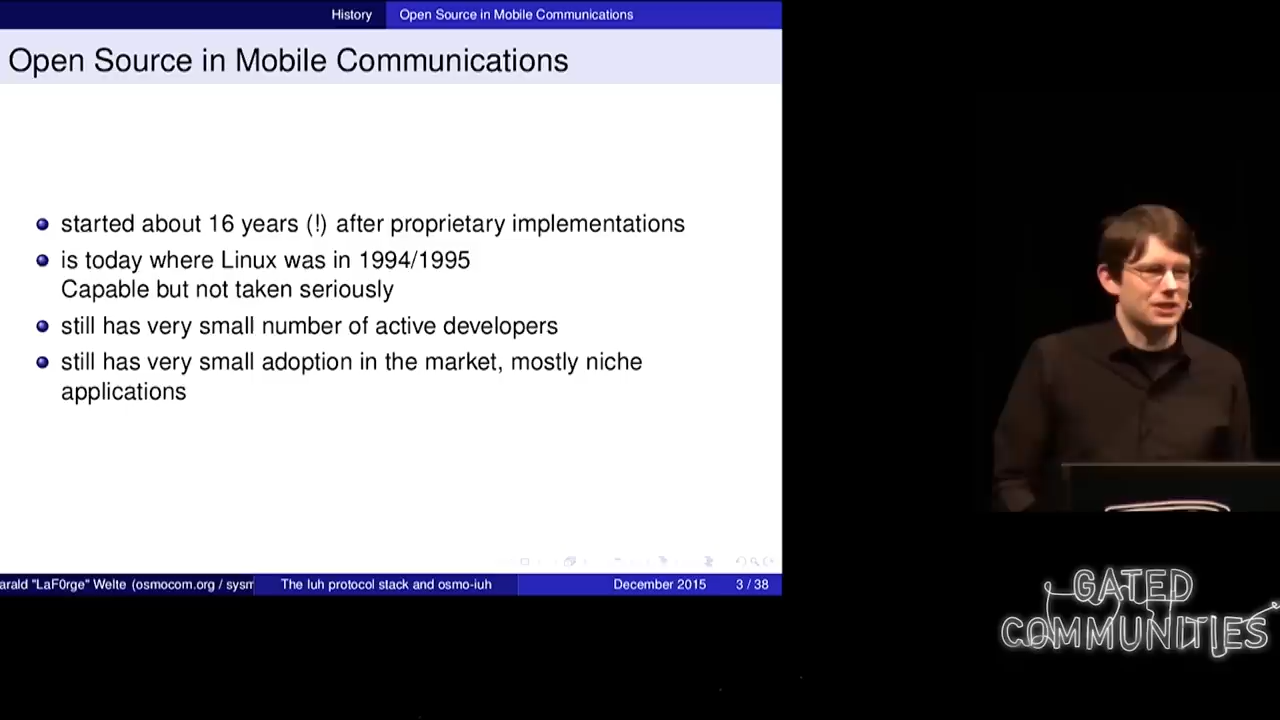 History Open Source in Mobile Communications
Open Source in Mobile Communications
started about 16 years (!) after proprietary implementations
is today where Linux was in 1994/1995
Capable but not taken seriously
still has very small number of active developers
still has very small adoption in the market, mostly niche
applications
arald "LaF0rge" Welte (osmocom.org / sysm The Iuh protocol stack and osmo-iuh December 2015 3 / 38
GATED
COMMUNITIES